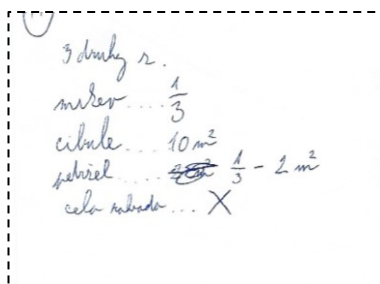 3 druhy z.
mrkev .... 1/3
cibule .... 10 m²
petržel .... 1/3 - 2 m²
celá zahrada ... X